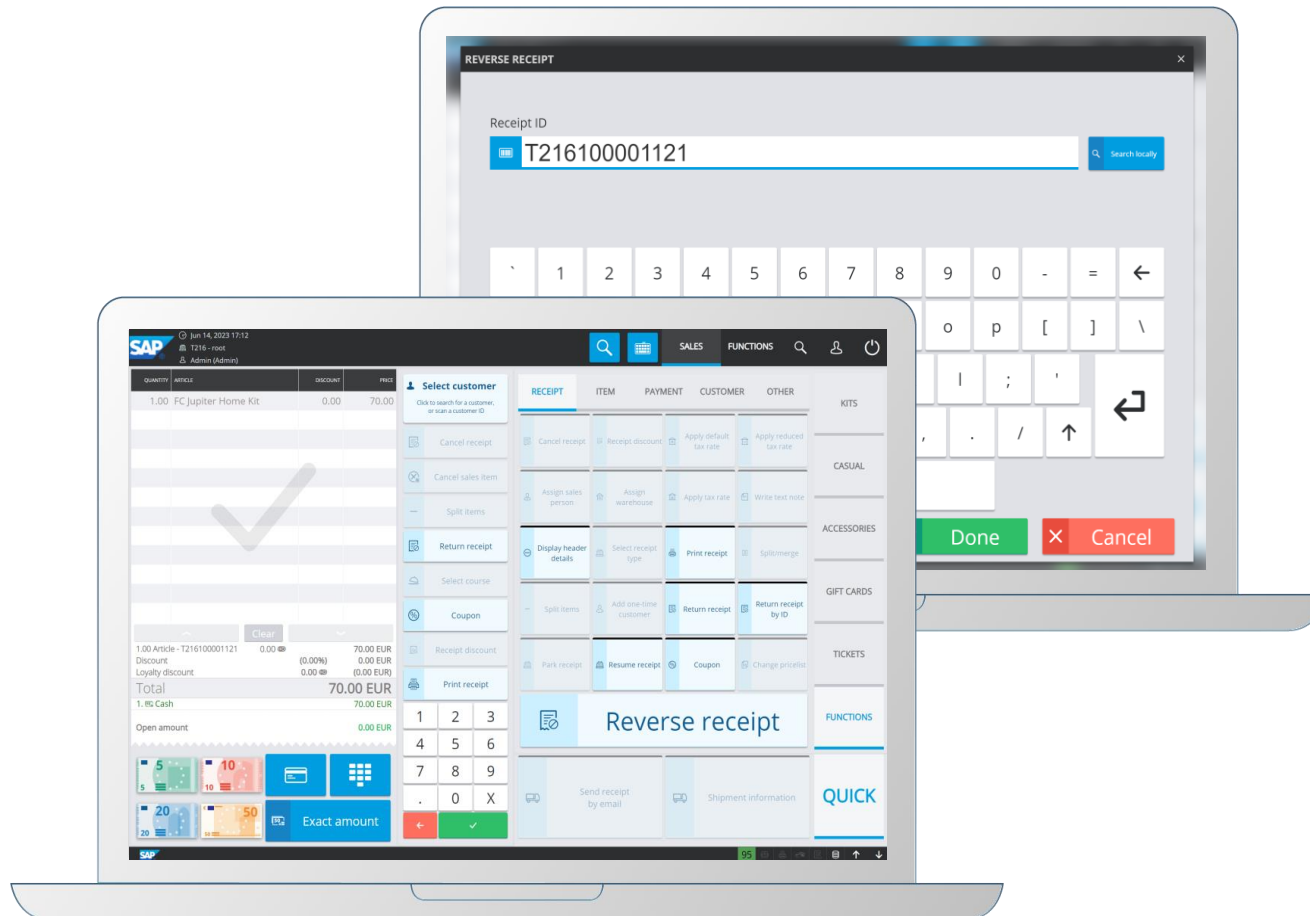 REVERSE RECEIPT ×
Receipt ID
T216100001121
Search locally
` 1 2 3 4 5 6 7 8 9 0 - =
o p [ ] \
l ; '
, . /
Done
Cancel
SAP
Jun 14, 2023 17:12
T216 - root
Admin (Admin)
SALES FUNCTIONS
QUANTITY ARTICLE DISCOUNT PRICE
1.00 FC Jupiter Home Kit 0.00 70.00
Clear
1.00 Article - T216100001121 0.00 70.00 EUR
Discount (0.00%) 0.00 EUR
Loyalty discount 0.00 (0.00 EUR)
Total 70.00 EUR
1. Cash 70.00 EUR
Open amount 0.00 EUR
5 5
10 10
20 20
50
Exact amount
Select customer
Click to search for a customer,
or scan a customer ID
Cancel receipt
Cancel sales item
Split items
Return receipt
Select course
Coupon
Receipt discount
Print receipt
1 2 3
4 5 6
7 8 9
. 0 X
RECEIPT ITEM PAYMENT CUSTOMER OTHER
Cancel receipt
Receipt discount
Apply default
tax rate
Apply reduced
tax rate
Assign sales
person
Assign
warehouse
Apply tax rate
Write text note
Display header
details
Select receipt
type
Print receipt
Split/merge
Split items
Add one-time
customer
Return receipt
Return receipt
by ID
Park receipt
Resume receipt
Coupon
Change pricelist
Reverse receipt
Send receipt
by email
Shipment information
KITS
CASUAL
ACCESSORIES
GIFT CARDS
TICKETS
FUNCTIONS
QUICK
SAP
95